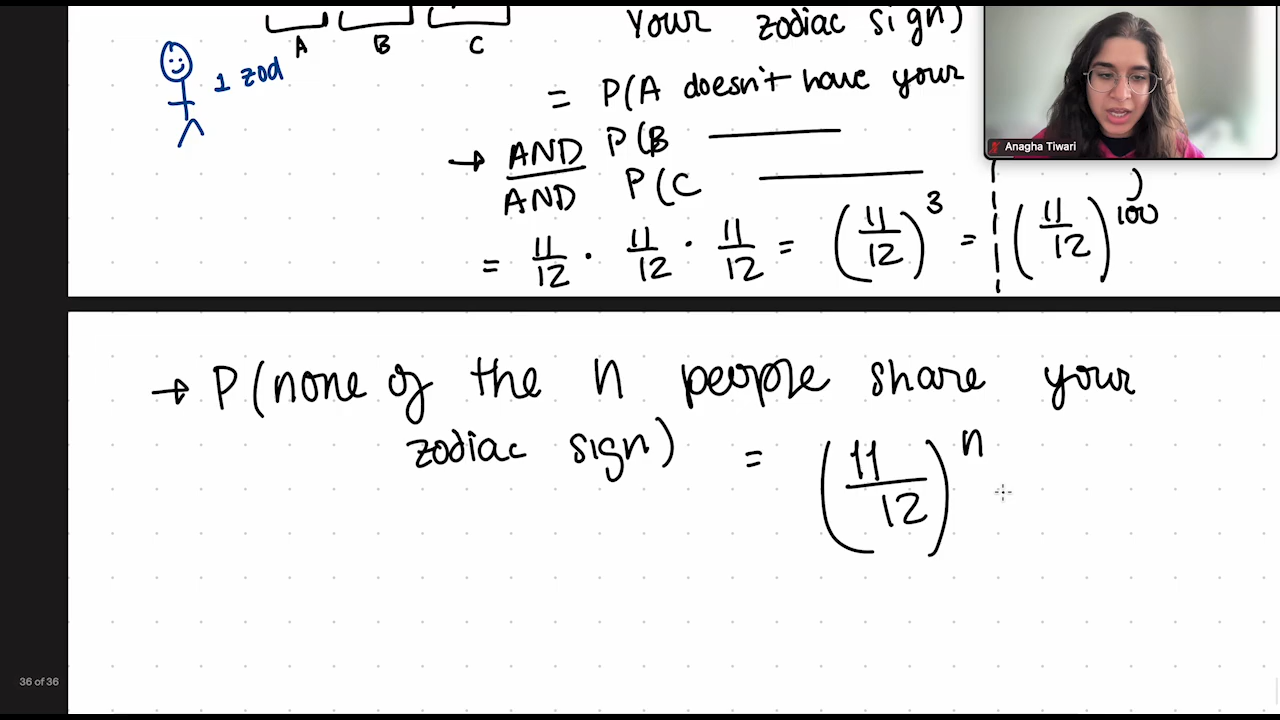 your zodiac sign)
A B C
1 zod
= P(A doesn't have your
→ AND P(B
AND P(C )
= 11/12 · 11/12 · 11/12 = (11/12)^3 = (11/12)^100
Anagha Tiwari
→ P(none of the n people share your
zodiac sign) = (11/12)^n
36 of 36